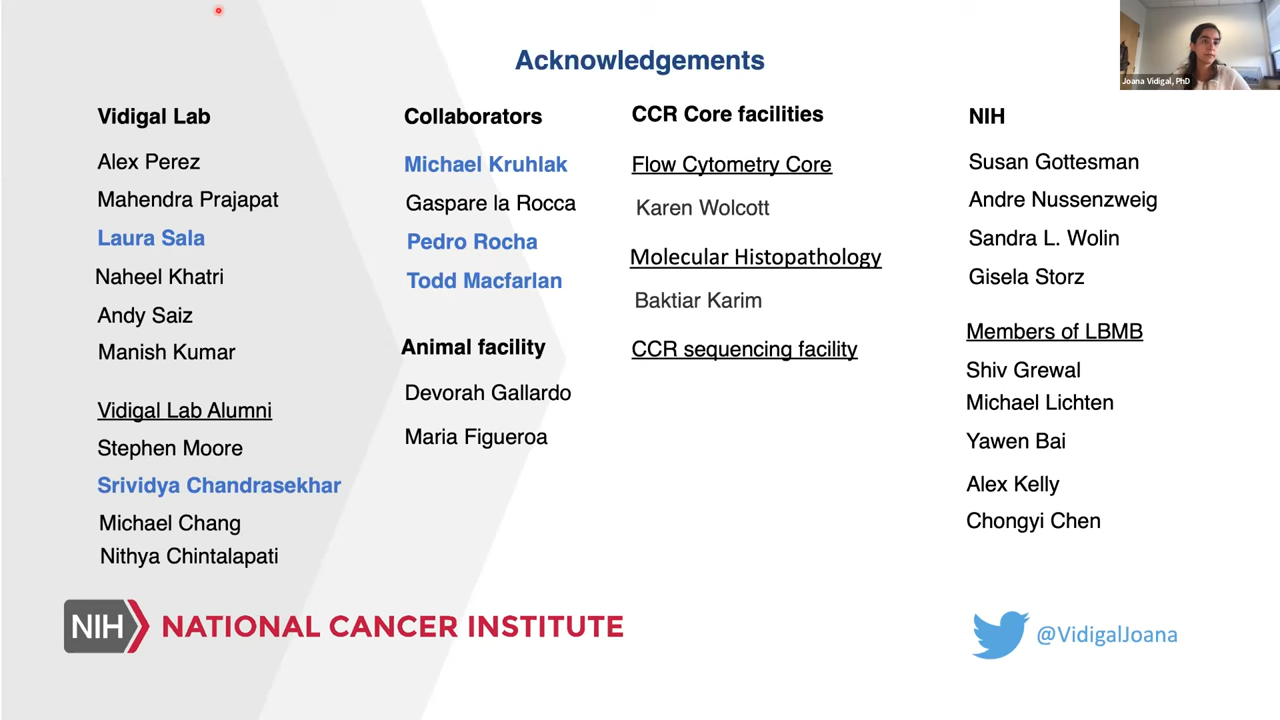 Acknowledgements
Joana Vidigal, PhD
Vidigal Lab
Alex Perez
Mahendra Prajapat
Laura Sala
Naheel Khatri
Andy Saiz
Manish Kumar
Vidigal Lab Alumni
Stephen Moore
Srividya Chandrasekhar
Michael Chang
Nithya Chintalapati
Collaborators
Michael Kruhlak
Gaspare la Rocca
Pedro Rocha
Todd Macfarlan
Animal facility
Devorah Gallardo
Maria Figueroa
CCR Core facilities
Flow Cytometry Core
Karen Wolcott
Molecular Histopathology
Baktiar Karim
CCR sequencing facility
NIH
Susan Gottesman
Andre Nussenzweig
Sandra L. Wolin
Gisela Storz
Members of LBMB
Shiv Grewal
Michael Lichten
Yawen Bai
Alex Kelly
Chongyi Chen
NIH NATIONAL CANCER INSTITUTE
@VidigalJoana